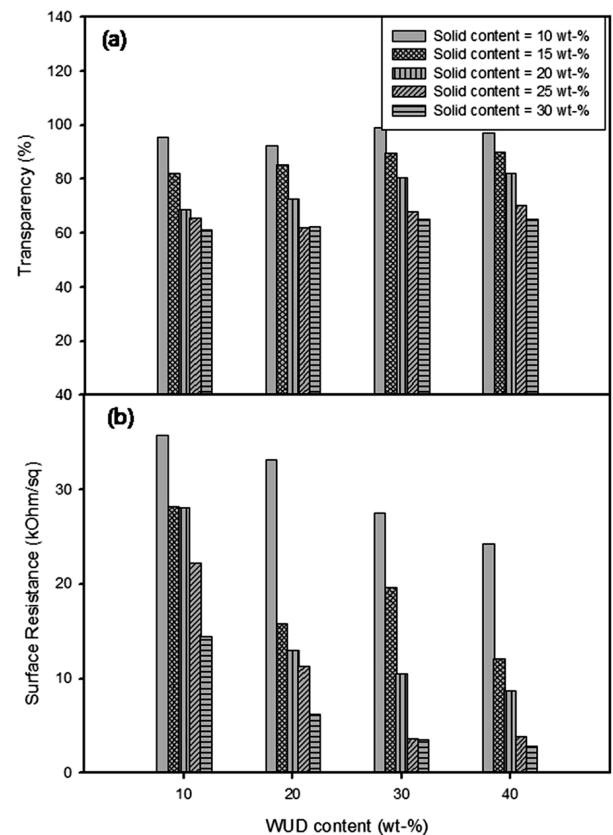 140
(a)
Solid content = 10 wt-%
Solid content = 15 wt-%
Solid content = 20 wt-%
Solid content = 25 wt-%
Solid content = 30 wt-%
120
100
80
60
40
20
Transparency (%)
40
(b)
30
20
10
0
Surface Resistance (kOhm/sq)
10 20 30 40
WUD content (wt-%)